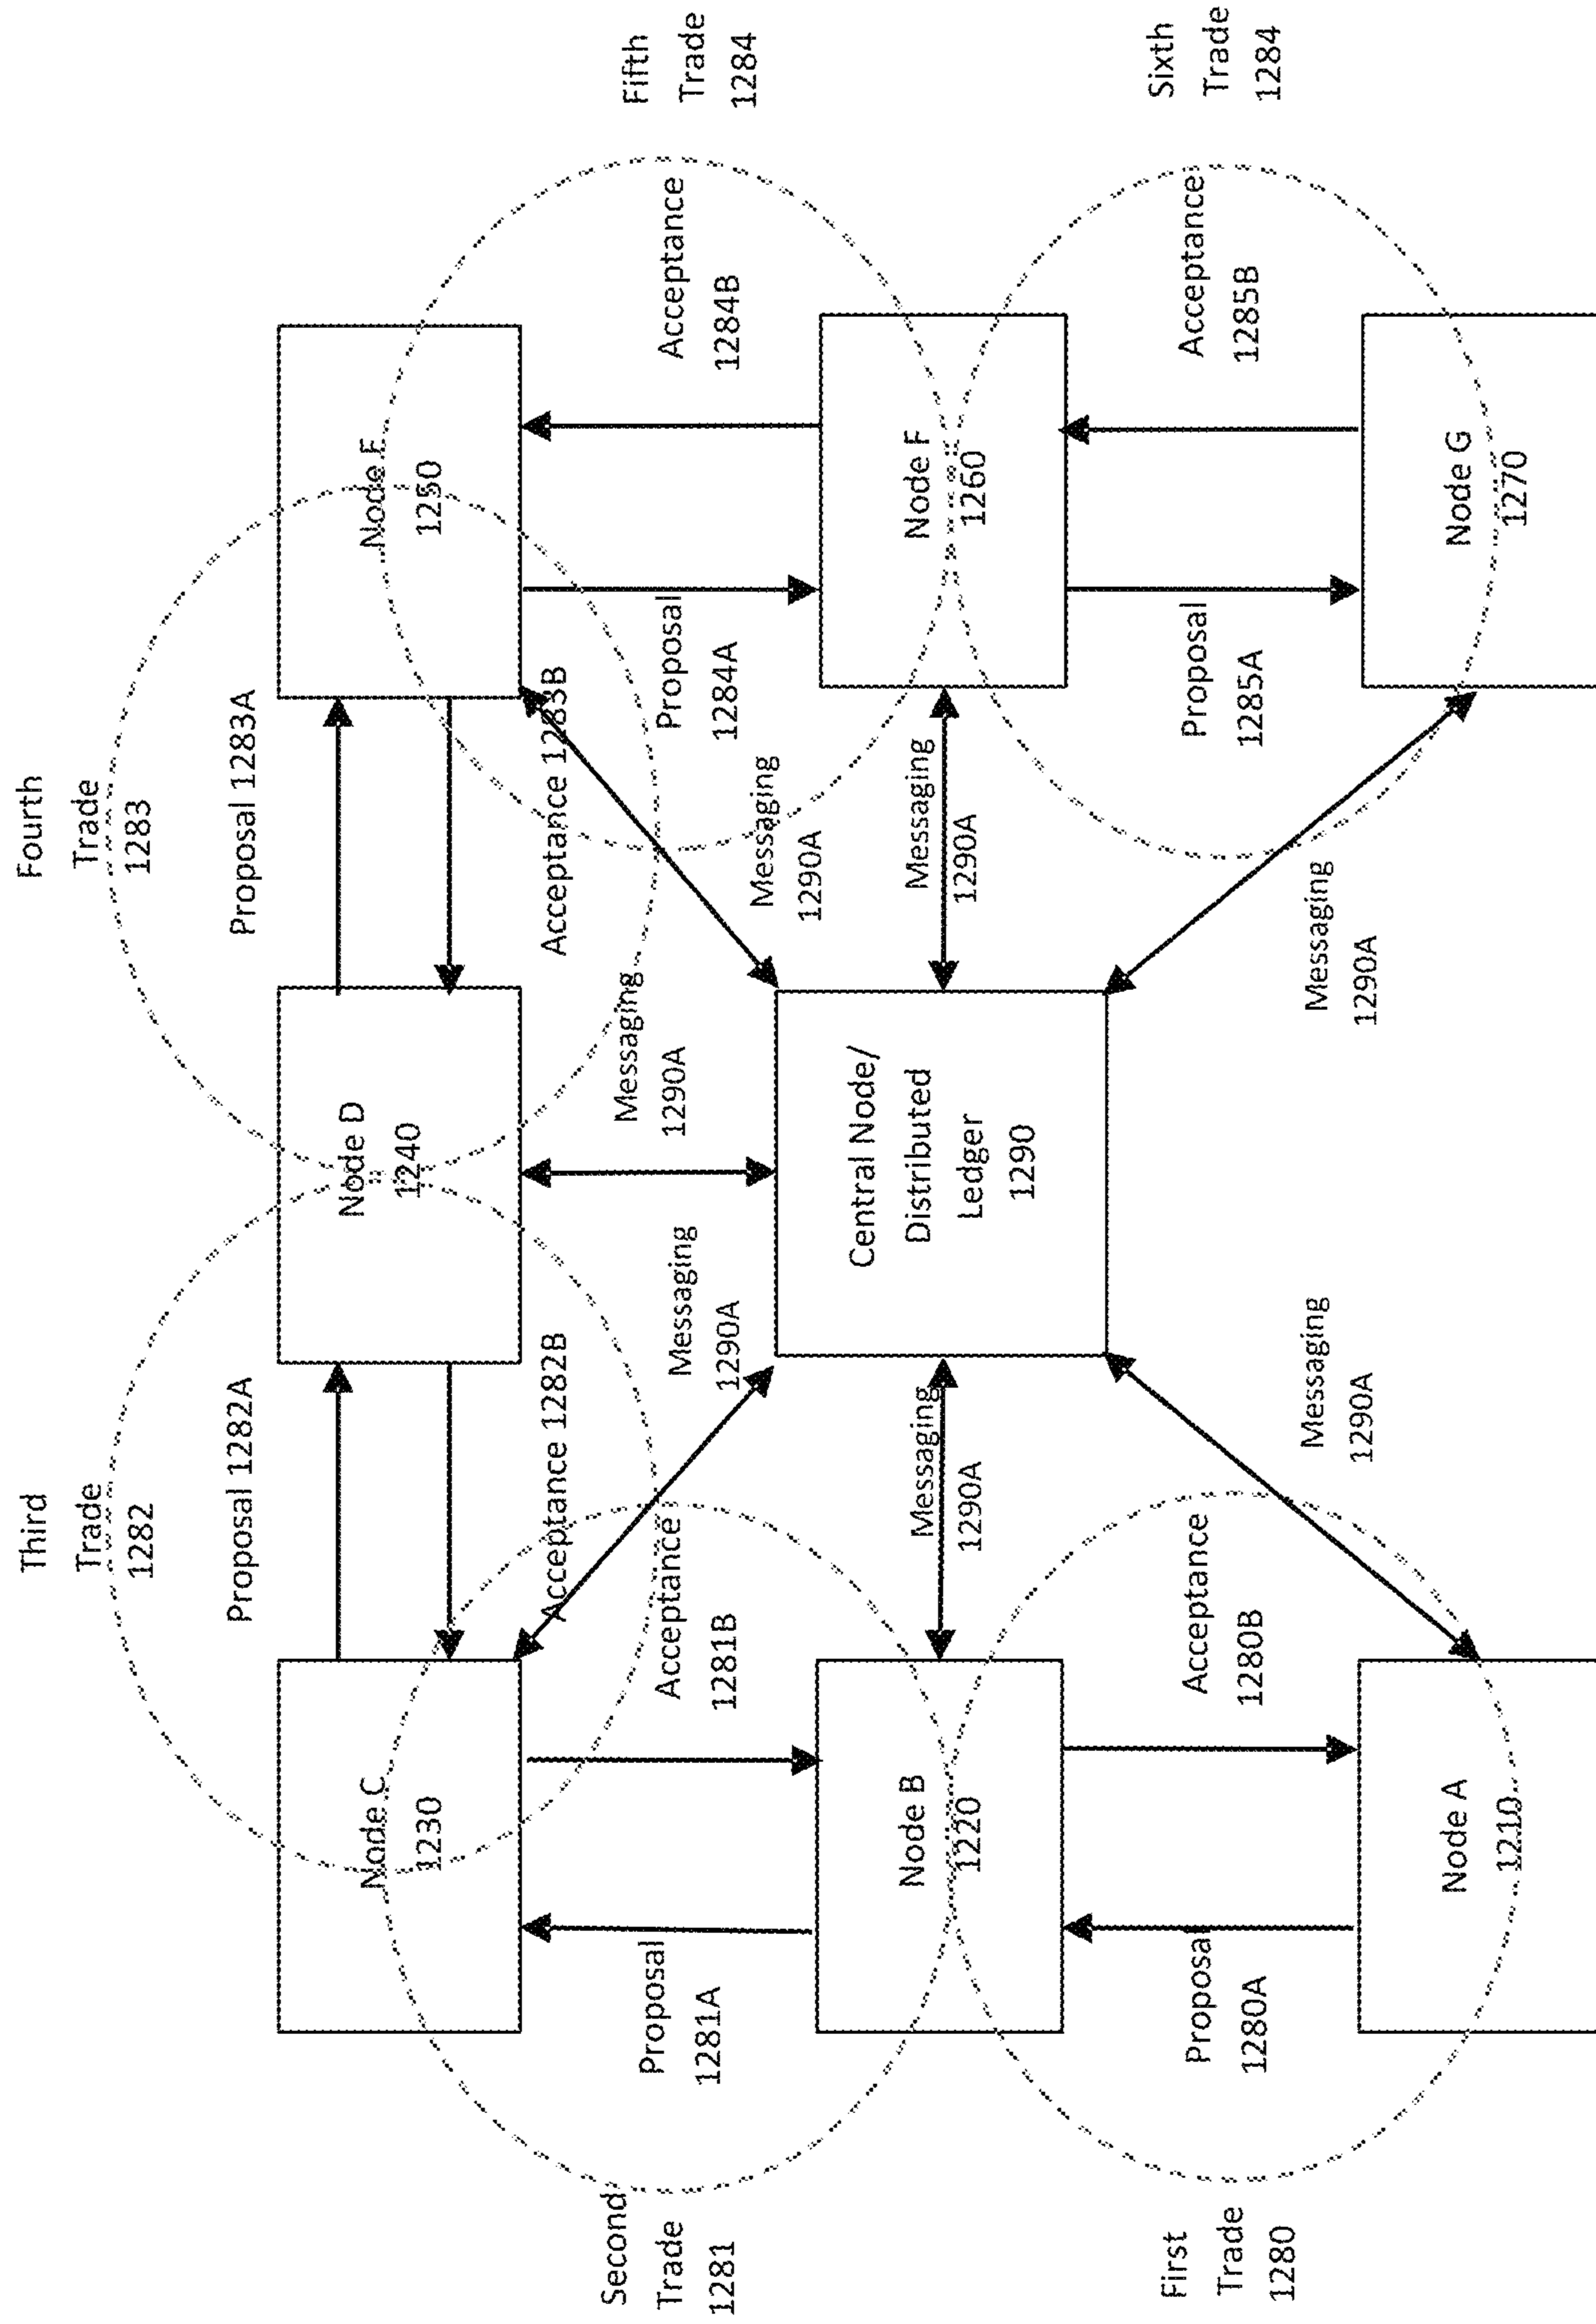 Third
Trade
1282
Fourth
Trade
1283
Proposal 1282A
Proposal 1283A
Node C
1230
Node D
1240
Node E
1250
Acceptance 1282B
Acceptance 1283B
Second
Trade
1281
Proposal
1281A
Acceptance
1281B
Messaging
1290A
Messaging
1290A
Messaging
1290A
Proposal
1284A
Acceptance
1284B
Fifth
Trade
1284
Node B
1220
Messaging
1290A
Central Node/
Distributed
Ledger
1290
Messaging
1290A
Node F
1260
First
Trade
1280
Proposal
1280A
Acceptance
1280B
Messaging
1290A
Messaging
1290A
Proposal
1285A
Acceptance
1285B
Sixth
Trade
1284
Node A
1210
Node G
1270